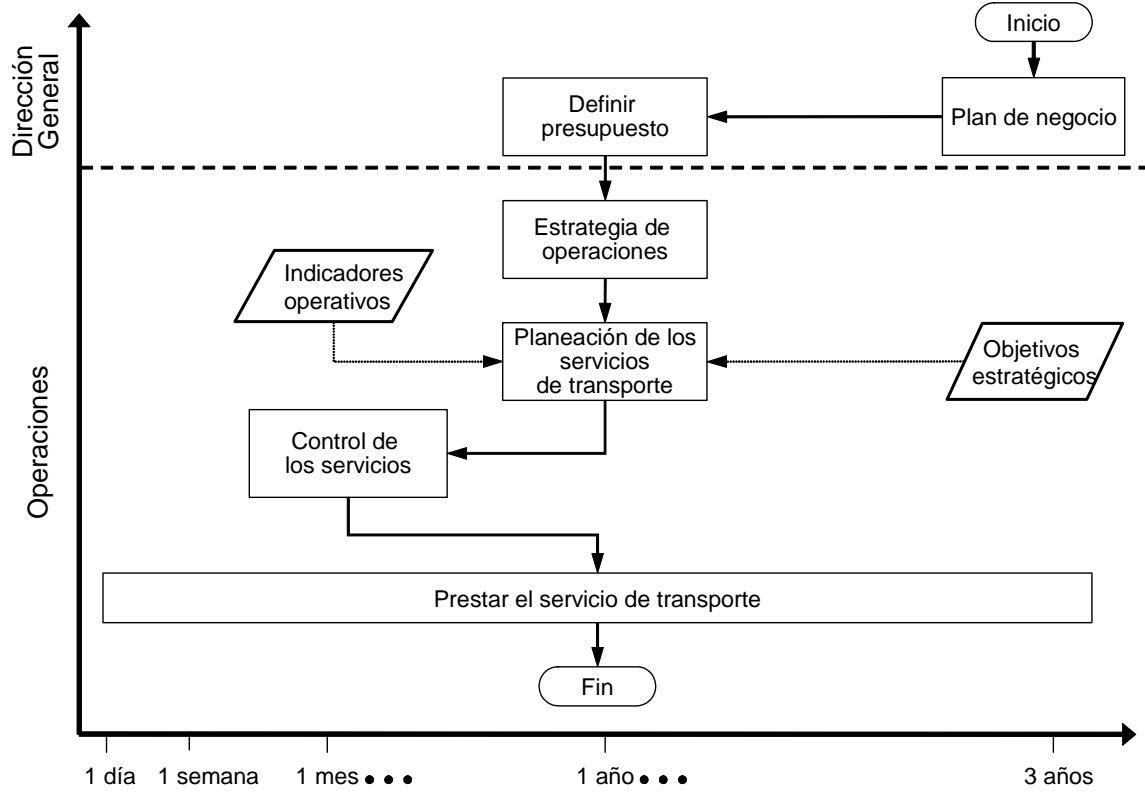 Inicio
Dirección
General
Definir
presupuesto
Plan de negocio
Estrategia de
operaciones
Indicadores
operativos
Planeación de los
servicios
de transporte
Objetivos
estratégicos
Operaciones
Control de
los servicios
Prestar el servicio de transporte
Fin
1 día 1 semana 1 mes ••• 1 año ••• 3 años